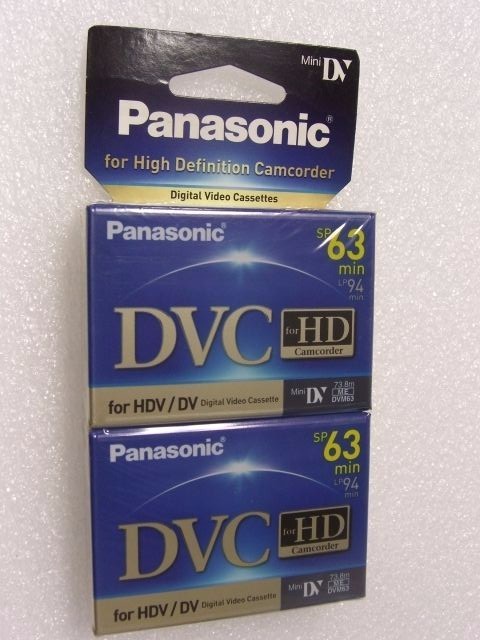 Mini DV
Panasonic®
for High Definition Camcorder
Digital Video Cassettes
Panasonic®
SP 63
min
LP 94
min
DVC for HD
Camcorder
for HDV/DV Digital Video Cassette
Mini DV
73.8m
ME
DVM63
Panasonic®
SP 63
min
LP 94
min
DVC for HD
Camcorder
for HDV/DV Digital Video Cassette
Mini DV
73.8m
ME
DVM63